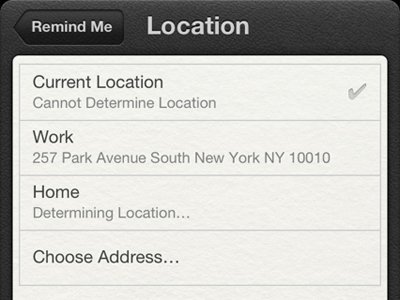 Remind Me
Location
Current Location
Cannot Determine Location
Work
257 Park Avenue South New York NY 10010
Home
Determining Location...
Choose Address...